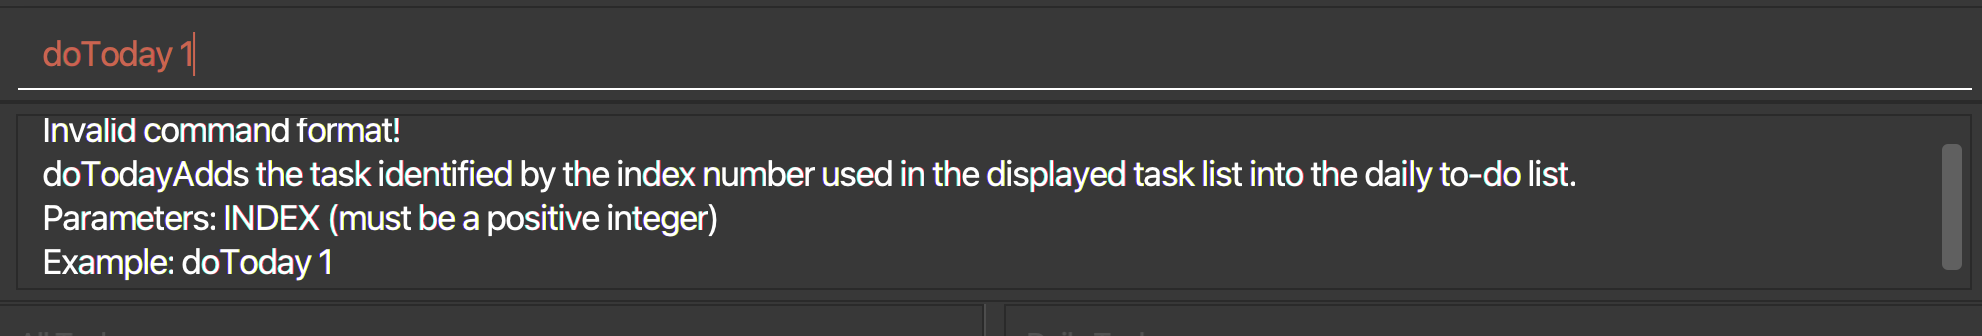 doToday 1
Invalid command format!
doTodayAdds the task identified by the index number used in the displayed task list into the daily to-do list.
Parameters: INDEX (must be a positive integer)
Example: doToday 1